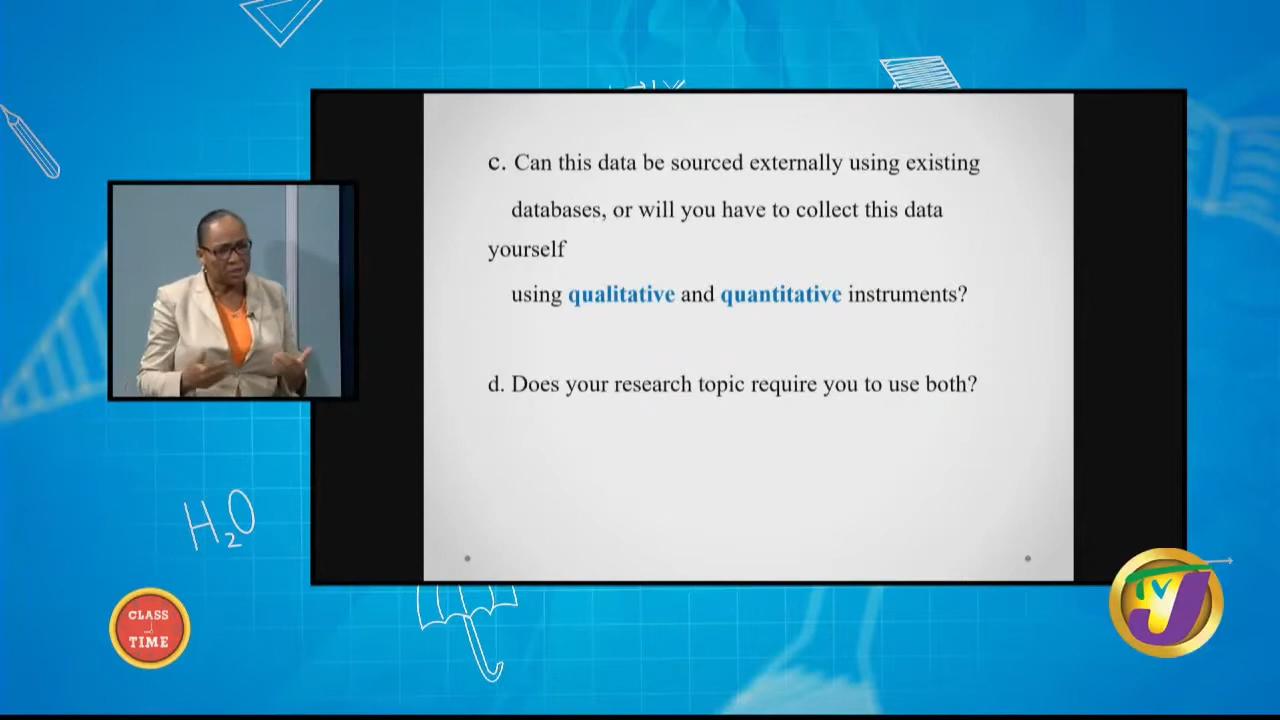 c. Can this data be sourced externally using existing
databases, or will you have to collect this data
yourself
using qualitative and quantitative instruments?
d. Does your research topic require you to use both?
H₂O
CLASS
TIME
TVJ